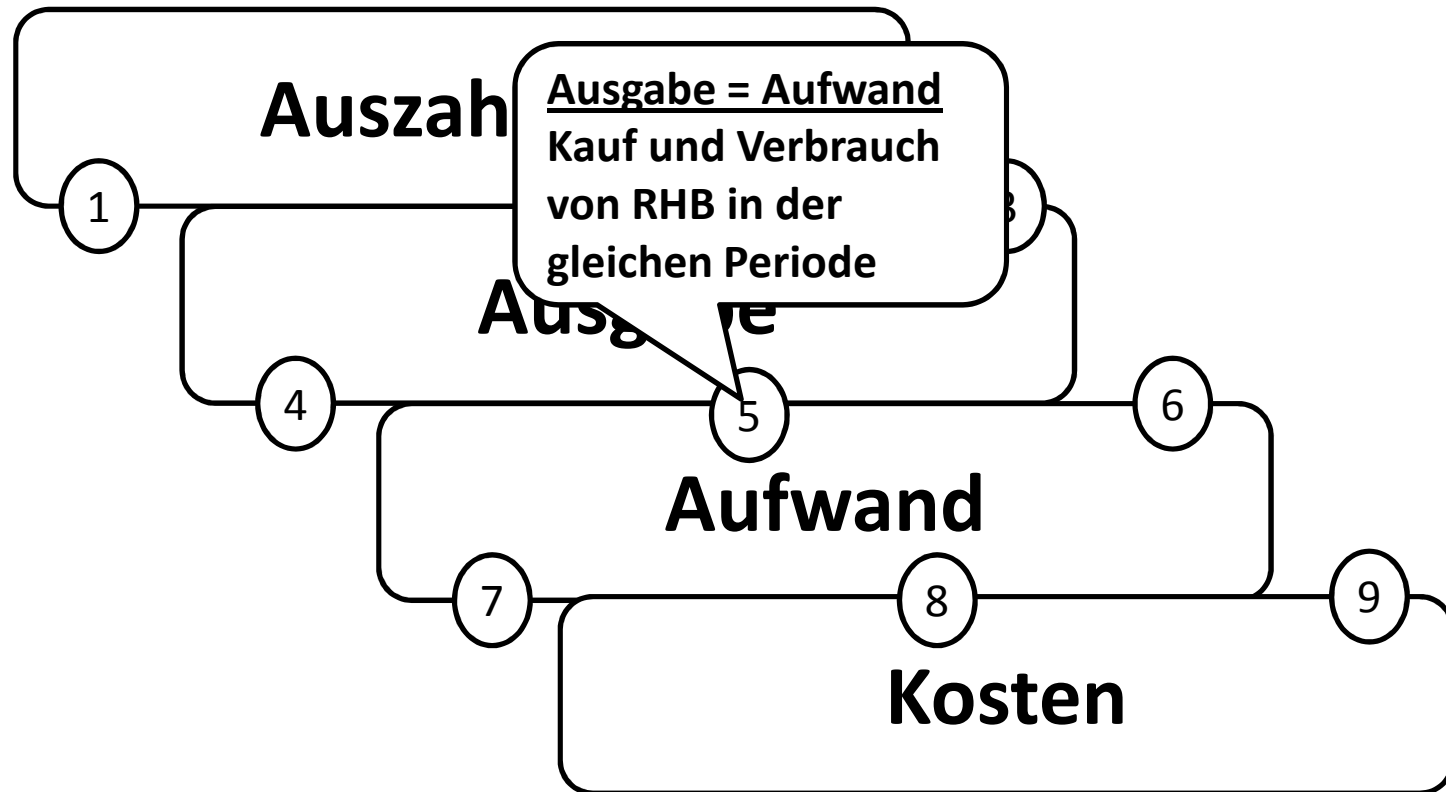 Auszah
Ausgabe = Aufwand
Kauf und Verbrauch
von RHB in der
gleichen Periode
1
4
5
6
Aufwand
7
8
9
Kosten